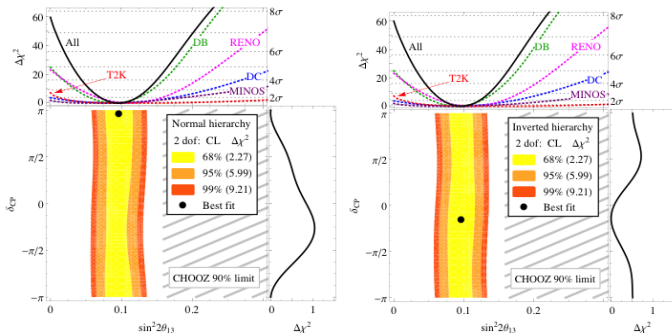 60
40
20
0
Δχ²
All
T2K
DB
RENO
DC
MINOS
8σ
6σ
4σ
2σ
π
π/2
0
−π/2
−π
δCP
Normal hierarchy
2 dof: CL Δχ²
68% (2.27)
95% (5.99)
99% (9.21)
Best fit
CHOOZ 90% limit
0
0.1
0.2
0
1
sin²2θ13
Δχ²
60
40
20
0
Δχ²
All
T2K
DB
RENO
DC
MINOS
8σ
6σ
4σ
2σ
π
π/2
0
−π/2
−π
δCP
Inverted hierarchy
2 dof: CL Δχ²
68% (2.27)
95% (5.99)
99% (9.21)
Best fit
CHOOZ 90% limit
0
0.1
0.2
0
1
sin²2θ13
Δχ²